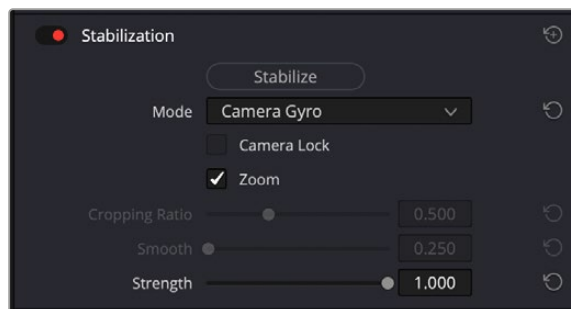 Stabilization
Stabilize
Mode Camera Gyro
Camera Lock
Zoom
Cropping Ratio 0.500
Smooth 0.250
Strength 1.000